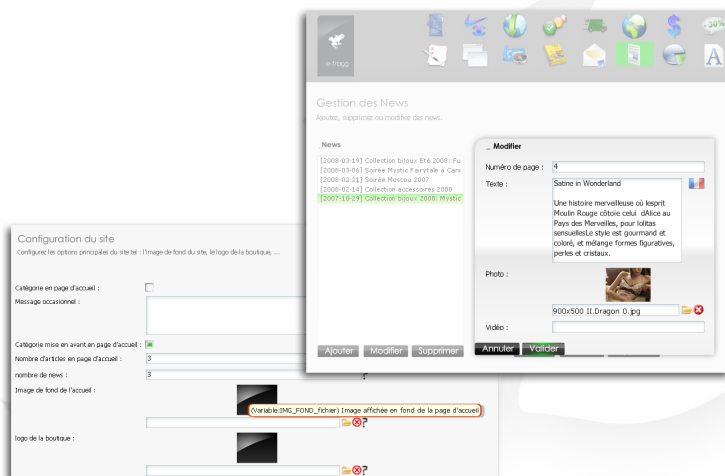 e-fragg
-30%
A
Gestion des News
Ajoutez, supprimez ou modifiez des news.
_News
[2008-03-19] Collection bijoux Eté 2008: Fu
[2008-03-06] Soirée Mystic Fairytale à Cann
[2008-02-21] Soirée Moscou 2007
[2008-02-14] Collection accessoires 2008
[2007-10-29] Collection bijoux 2008: Mystic
Ajouter Modifier Supprimer
_ Modifier
Numéro de page : 4
Texte : Satine in Wonderland
Une histoire merveilleuse où lesprit
Moulin Rouge côtoie celui dAlice au
Pays des Merveilles, pour lolitas
sensuellesLe style est gourmand et
coloré, et mélange formes figuratives,
perles et cristaux.
Photo :
900x500 II.Dragon 0.jpg
Vidéo :
Annuler Valider
Configuration du site
Configurez les options principales du site tel : l'image de fond du site, le logo de la boutique, ...
Catégorie en page d'accueil :
Message occasionnel :
Catégorie mise en avant en page d'accueil :
Nombre d'articles en page d'accueil : 3
nombre de news : 3 ?
Image de fond de l'accueil :
(Variable:IMG_FOND_fichier) Image affichée en fond de la page d'accueil
?
logo de la boutique :
?